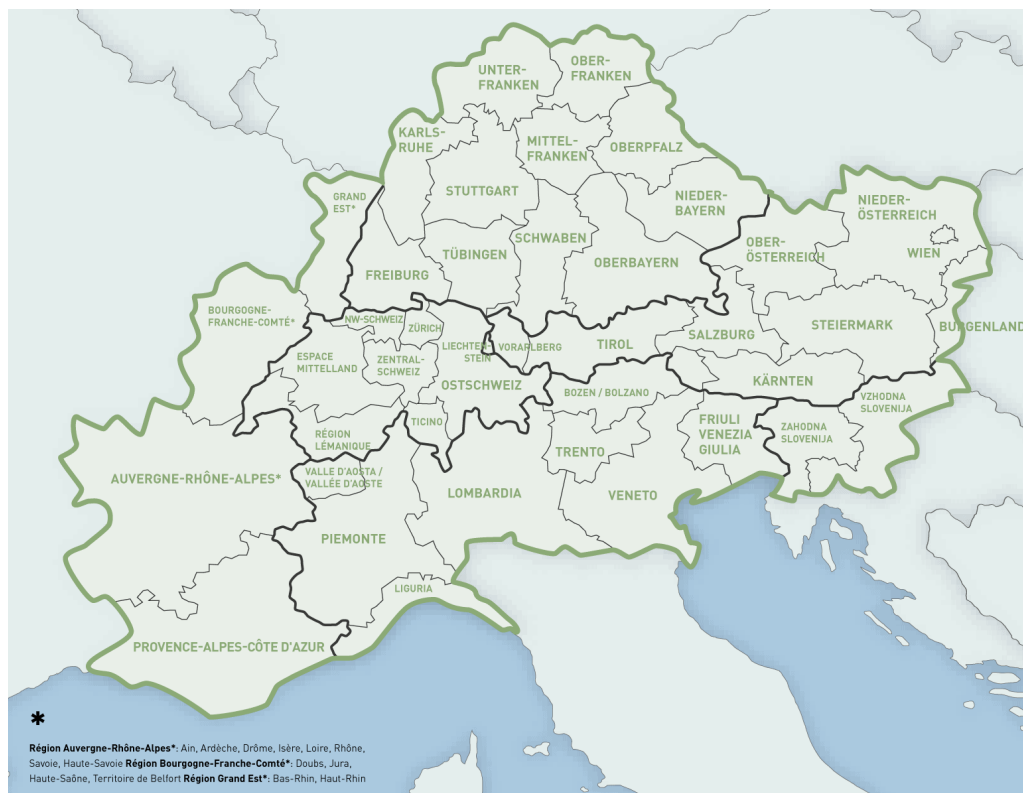 UNTER-
FRANKEN
OBER-
FRANKEN
KARLS-
RUHE
MITTEL-
FRANKEN
OBERPFALZ
GRAND
EST*
STUTTGART
NIEDER-
BAYERN
NIEDER-
ÖSTERREICH
SCHWABEN
TÜBINGEN
OBERBAYERN
OBER-
ÖSTERREICH
WIEN
FREIBURG
BOURGOGNE-
FRANCHE-COMTÉ*
NW-SCHWEIZ
ZÜRICH
LIECHTEN-
STEIN
VORARLBERG
TIROL
SALZBURG
STEIERMARK
BURGENLAND
ESPACE
MITTELLAND
ZENTRAL-
SCHWEIZ
OSTSCHWEIZ
BOZEN / BOLZANO
KÄRNTEN
VZHODNA
SLOVENIJA
RÉGION
LÉMANIQUE
TICINO
TRENTO
FRIULI
VENEZIA
GIULIA
ZAHODNA
SLOVENIJA
AUVERGNE-RHÔNE-ALPES*
VALLE D'AOSTA /
VALLÉE D'AOSTE
LOMBARDIA
VENETO
PIEMONTE
LIGURIA
PROVENCE-ALPES-CÔTE D'AZUR
*
Région Auvergne-Rhône-Alpes*: Ain, Ardèche, Drôme, Isère, Loire, Rhône,
Savoie, Haute-Savoie Région Bourgogne-Franche-Comté*: Doubs, Jura,
Haute-Saône, Territoire de Belfort Région Grand Est*: Bas-Rhin, Haut-Rhin